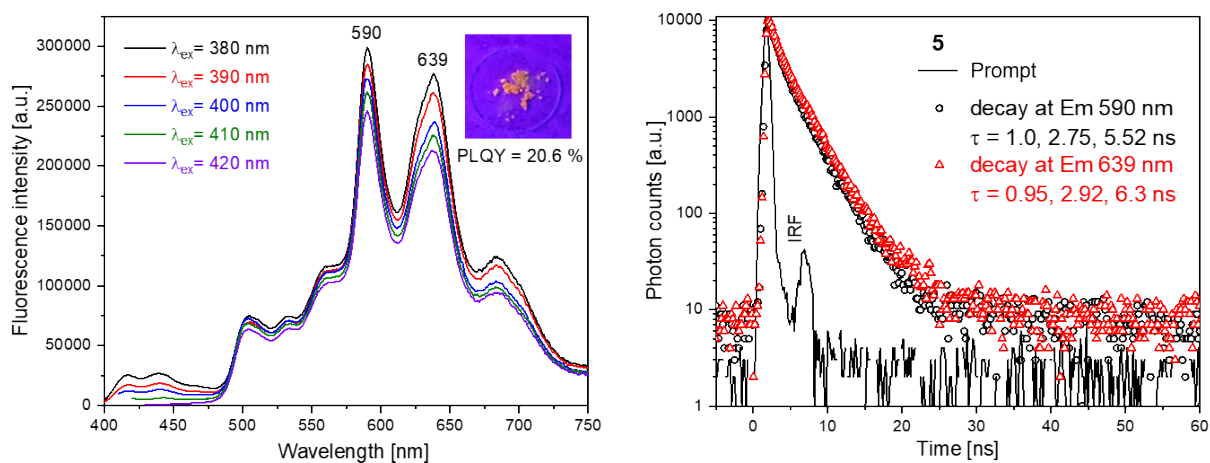 Fluorescence intensity [a.u.]
300000
250000
200000
150000
100000
50000
0
λex= 380 nm
λex= 390 nm
λex= 400 nm
λex= 410 nm
λex= 420 nm
590
639
PLQY = 20.6 %
400 450 500 550 600 650 700 750
Wavelength [nm]
Photon counts [a.u.]
10000
1000
100
10
1
5
Prompt
decay at Em 590 nm
τ = 1.0, 2.75, 5.52 ns
decay at Em 639 nm
τ = 0.95, 2.92, 6.3 ns
IRF
0 10 20 30 40 50 60
Time [ns]